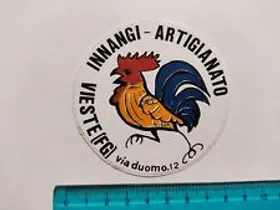 INNANGI - ARTIGIANATO
VIESTE (FG) via duomo, 12